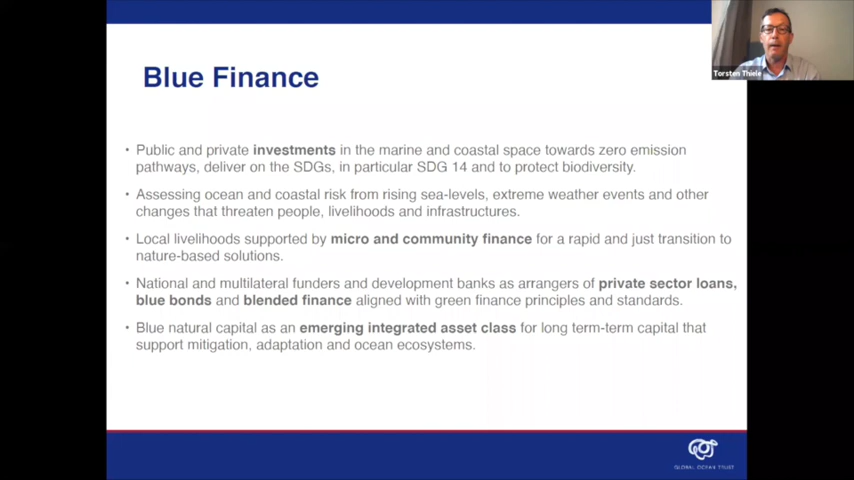 Torsten Thiele
Blue Finance
• Public and private investments in the marine and coastal space towards zero emission
pathways, deliver on the SDGs, in particular SDG 14 and to protect biodiversity.
• Assessing ocean and coastal risk from rising sea-levels, extreme weather events and other
changes that threaten people, livelihoods and infrastructures.
• Local livelihoods supported by micro and community finance for a rapid and just transition to
nature-based solutions.
• National and multilateral funders and development banks as arrangers of private sector loans,
blue bonds and blended finance aligned with green finance principles and standards.
• Blue natural capital as an emerging integrated asset class for long term-term capital that
support mitigation, adaptation and ocean ecosystems.
GLOBAL OCEAN TRUST